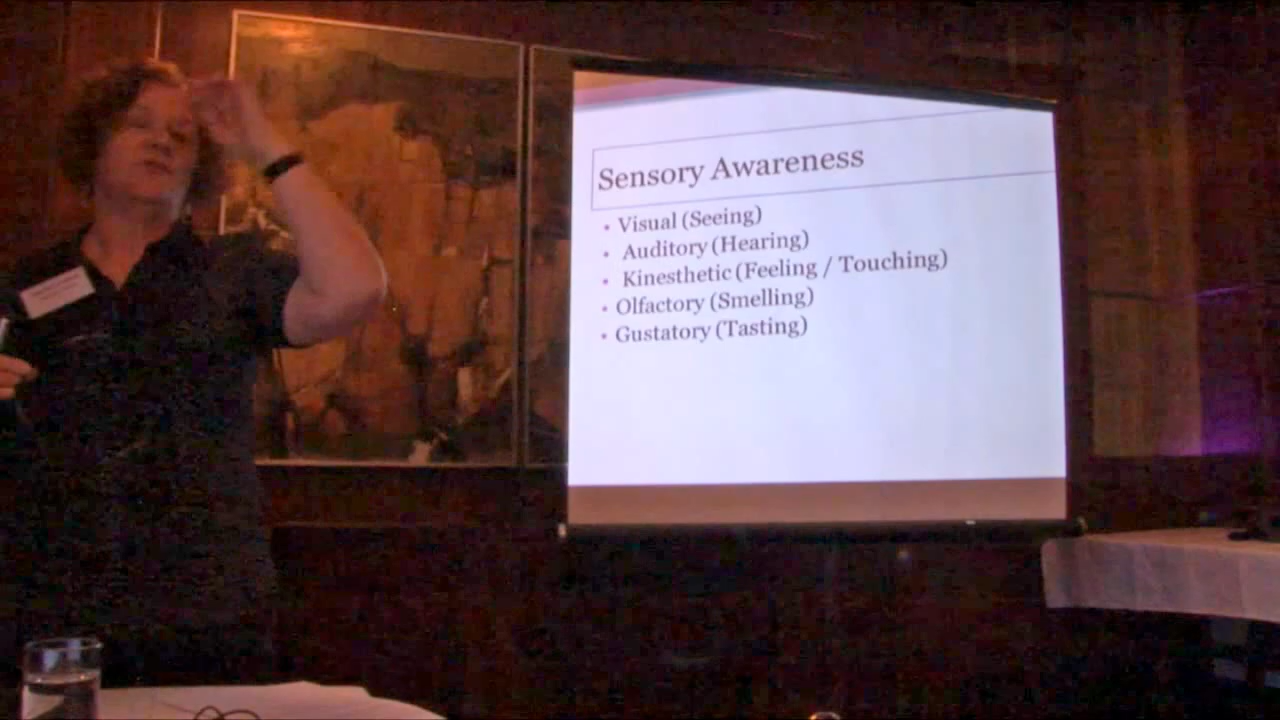 Sensory Awareness
• Visual (Seeing)
• Auditory (Hearing)
• Kinesthetic (Feeling / Touching)
• Olfactory (Smelling)
• Gustatory (Tasting)